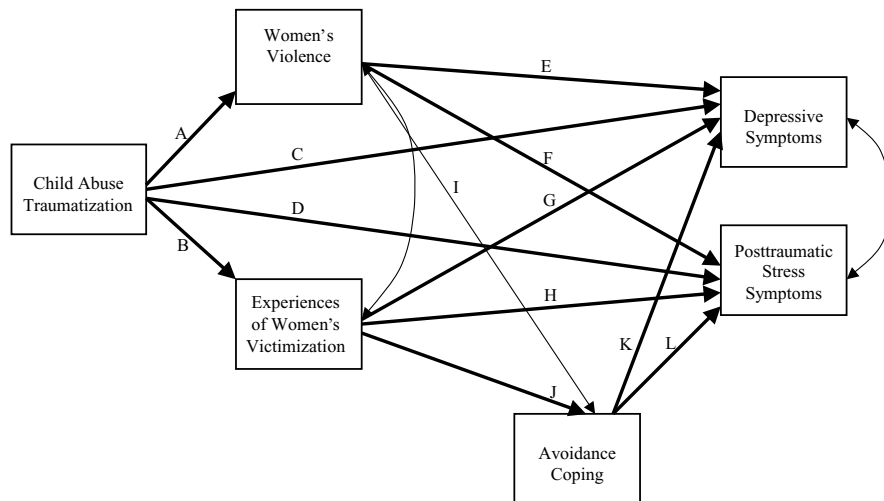 Women's
Violence
E
Depressive
Symptoms
A
C
F
Child Abuse
Traumatization
I
G
D
B
Posttraumatic
Stress
Symptoms
Experiences
of Women's
Victimization
H
K
L
J
Avoidance
Coping